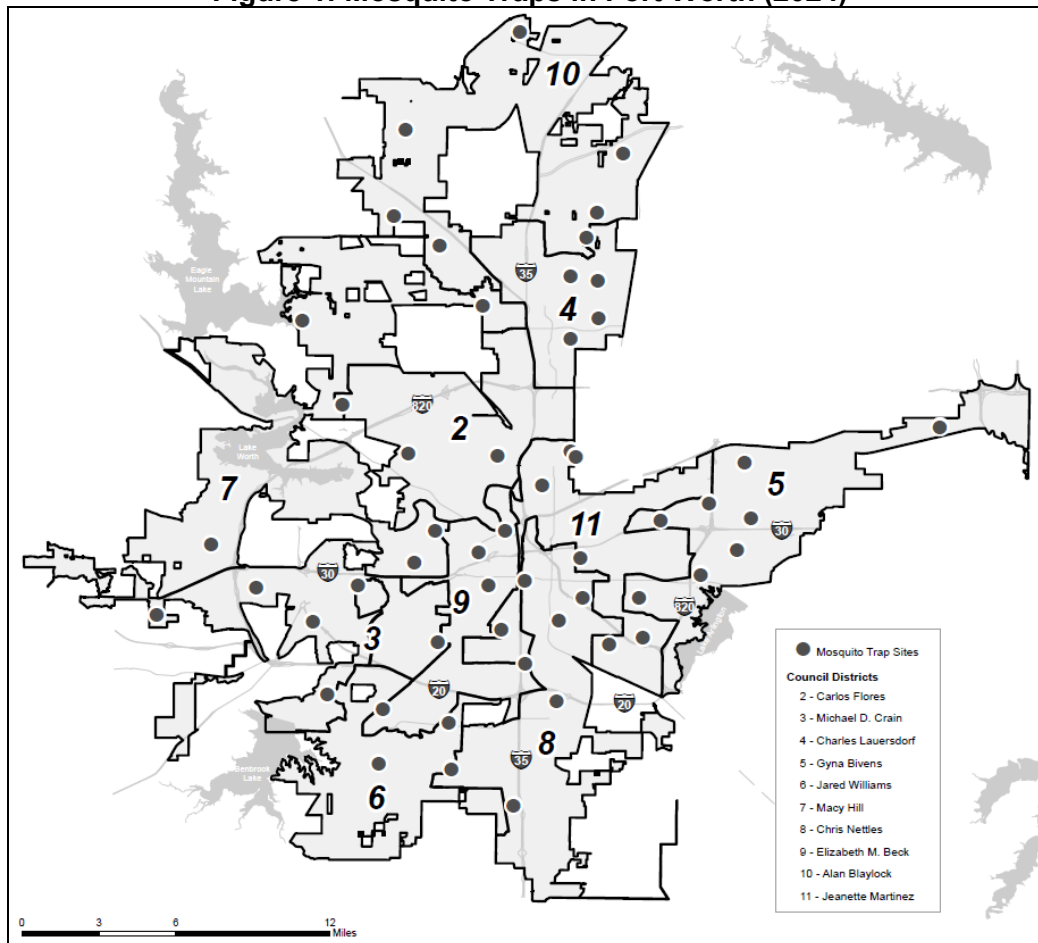 Figure 1. Mosquito Traps in Fort Worth (2024)
10
Eagle
Mountain
Lake
35
4
820
2
Lake
Worth
7
5
30
11
30
9
820
Lake Arlington
3
20
20
8
35
Benbrook
Lake
6
Mosquito Trap Sites
Council Districts
2 - Carlos Flores
3 - Michael D. Crain
4 - Charles Lauersdorf
5 - Gyna Bivens
6 - Jared Williams
7 - Macy Hill
8 - Chris Nettles
9 - Elizabeth M. Beck
10 - Alan Blaylock
11 - Jeanette Martinez
0 3 6 12
Miles